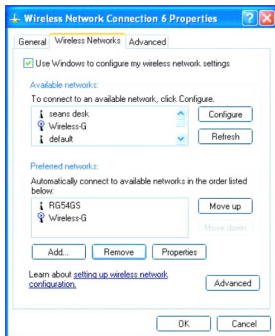 Wireless Network Connection 6 Properties
General Wireless Networks Advanced
Use Windows to configure my wireless network settings
Available networks:
To connect to an available network, click Configure.
seans desk
Wireless-G
default
Configure
Refresh
Preferred networks:
Automatically connect to available networks in the order listed
below:
RG54GS
Wireless-G
Move up
Move down
Add... Remove Properties
Learn about setting up wireless network
configuration.
Advanced
OK Cancel